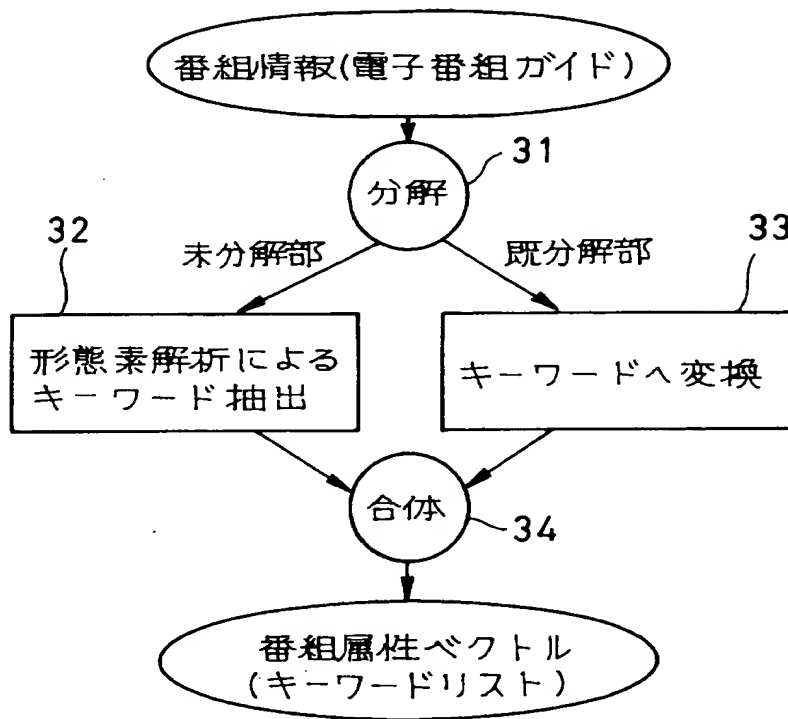 番組情報(電子番組ガイド)
31
分解
32
未分解部
既分解部
33
形態素解析による
キーワード抽出
キーワードへ変換
合体
34
番組属性ベクトル
(キーワードリスト)